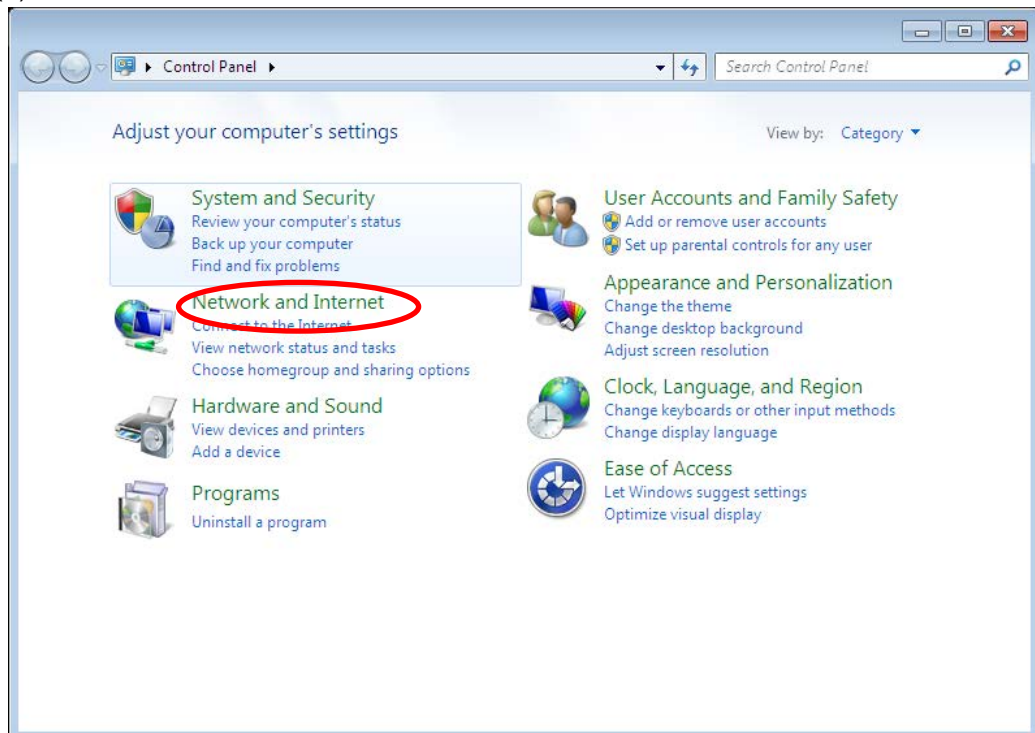 Control Panel
Search Control Panel
Adjust your computer's settings
View by: Category
System and Security
Review your computer's status
Back up your computer
Find and fix problems
Network and Internet
Connect to the Internet
View network status and tasks
Choose homegroup and sharing options
Hardware and Sound
View devices and printers
Add a device
Programs
Uninstall a program
User Accounts and Family Safety
Add or remove user accounts
Set up parental controls for any user
Appearance and Personalization
Change the theme
Change desktop background
Adjust screen resolution
Clock, Language, and Region
Change keyboards or other input methods
Change display language
Ease of Access
Let Windows suggest settings
Optimize visual display